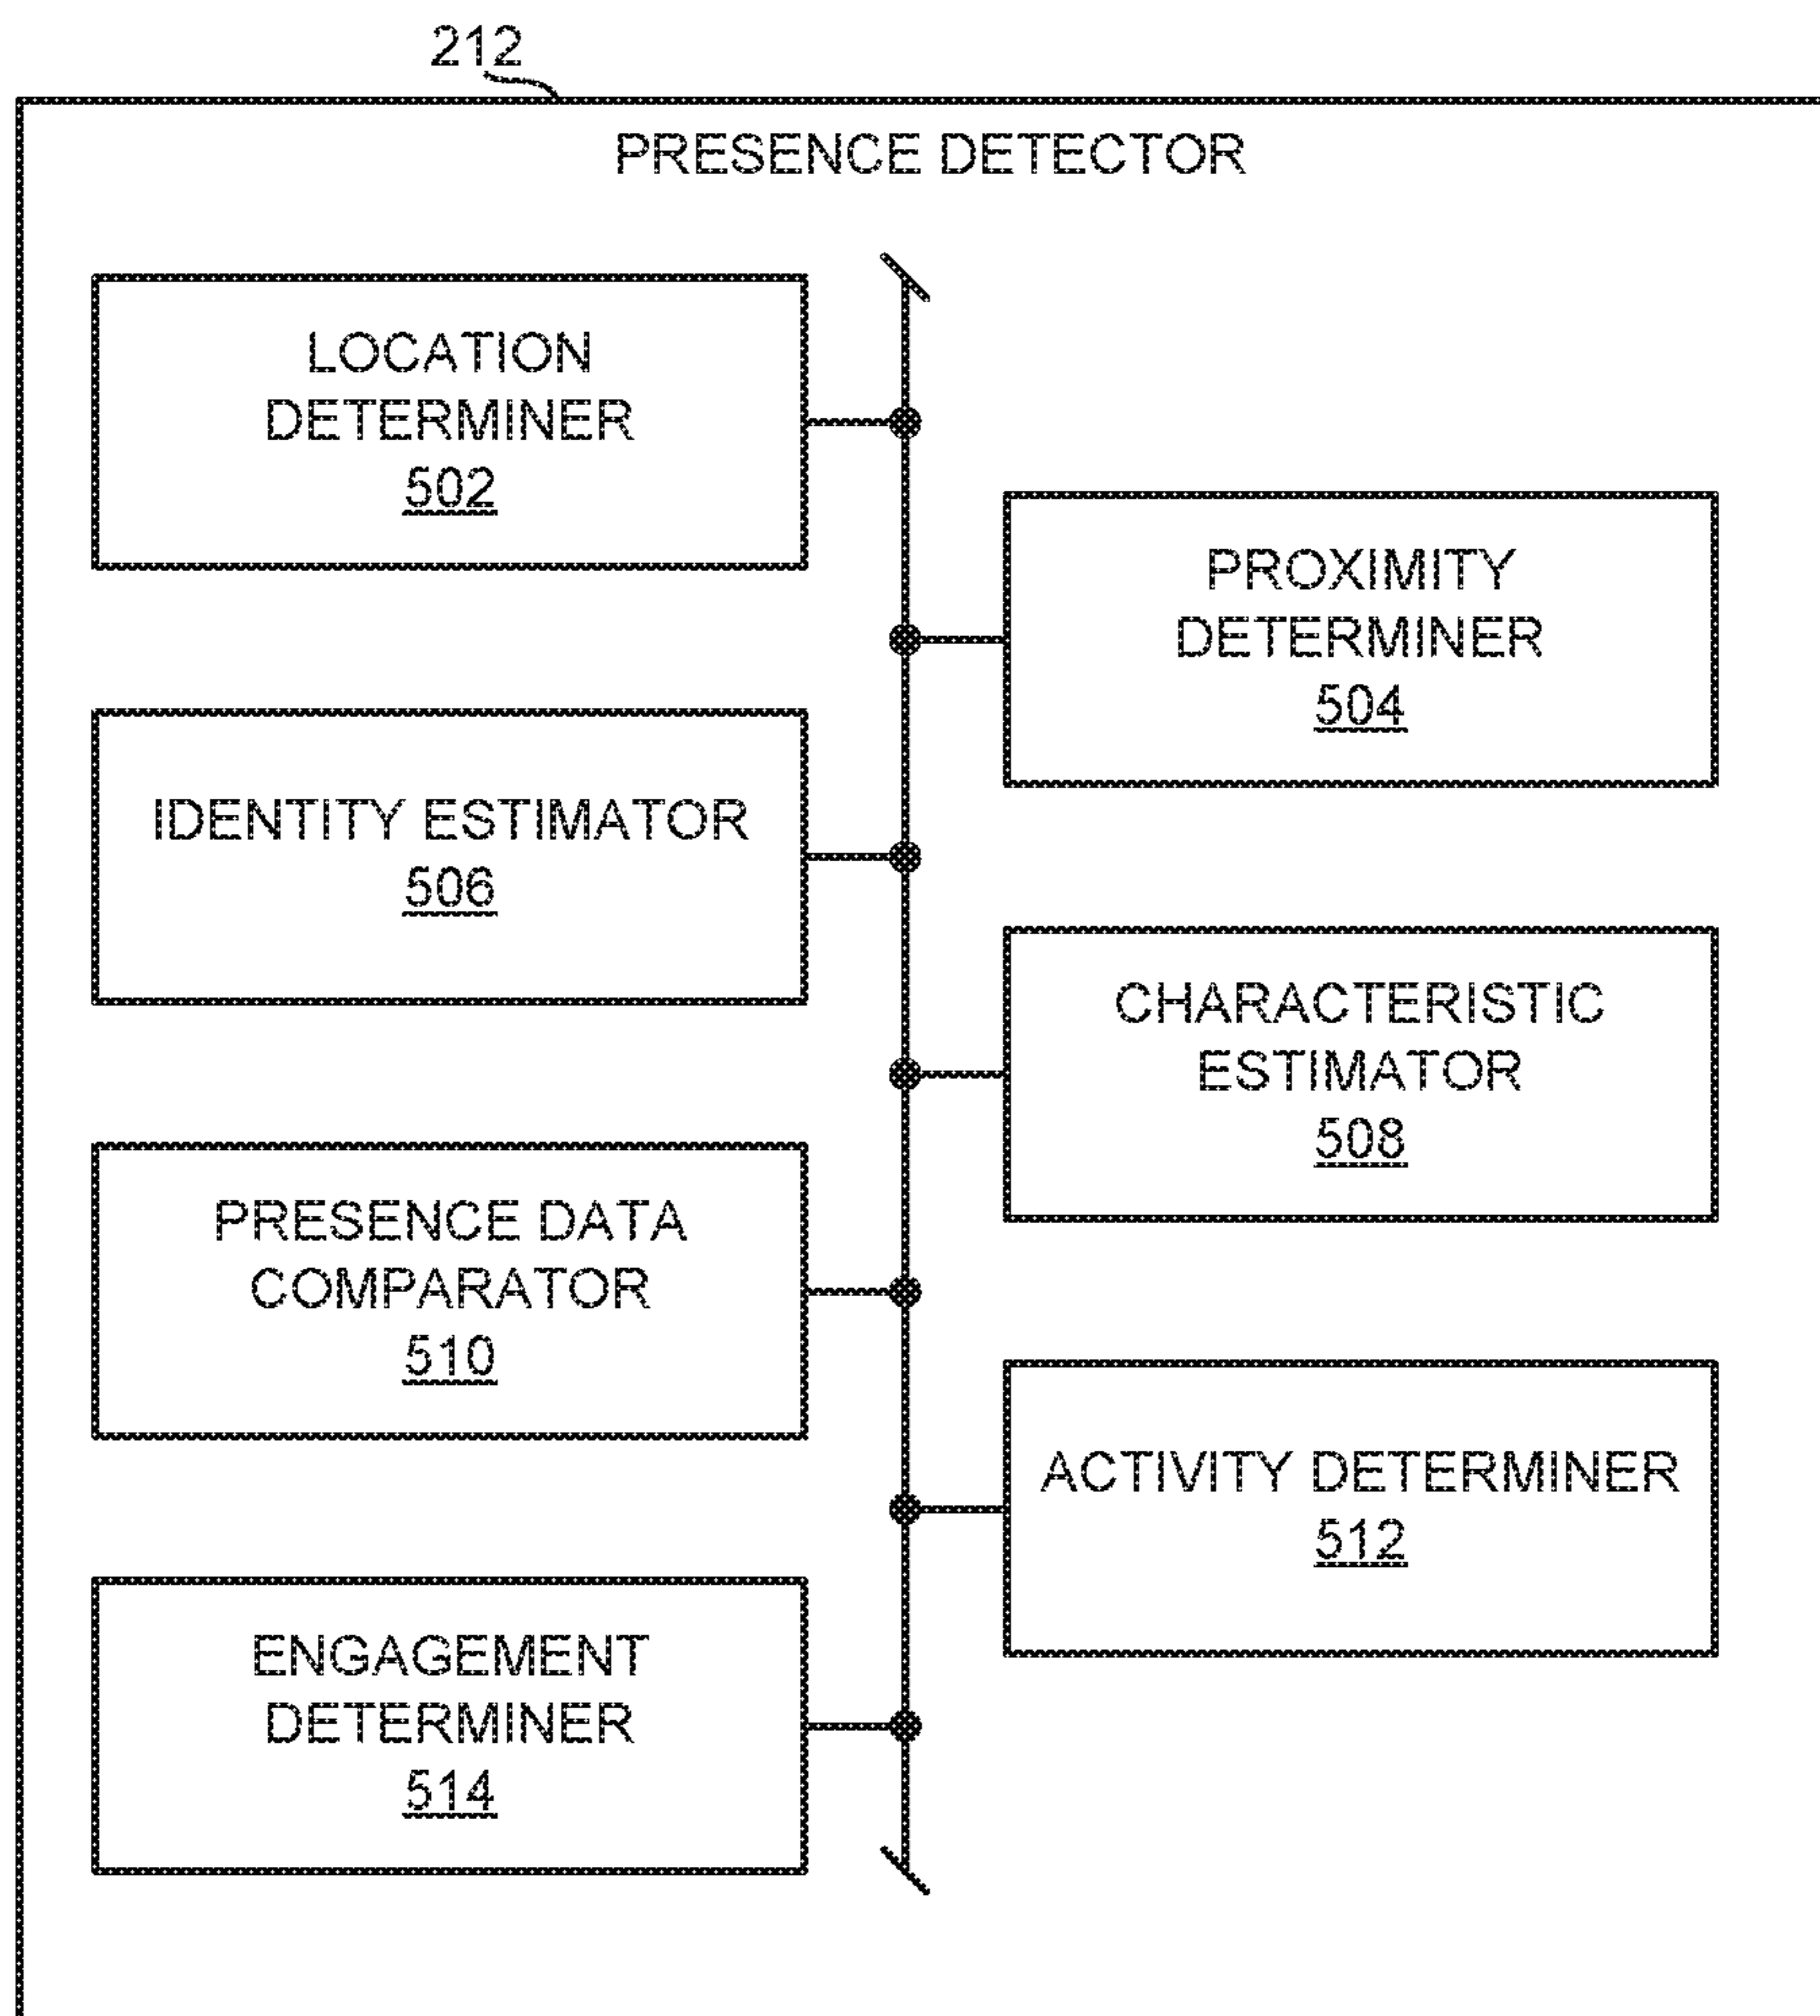 212
PRESENCE DETECTOR
LOCATION
DETERMINER
502
PROXIMITY
DETERMINER
504
IDENTITY ESTIMATOR
506
CHARACTERISTIC
ESTIMATOR
508
PRESENCE DATA
COMPARATOR
510
ACTIVITY DETERMINER
512
ENGAGEMENT
DETERMINER
514